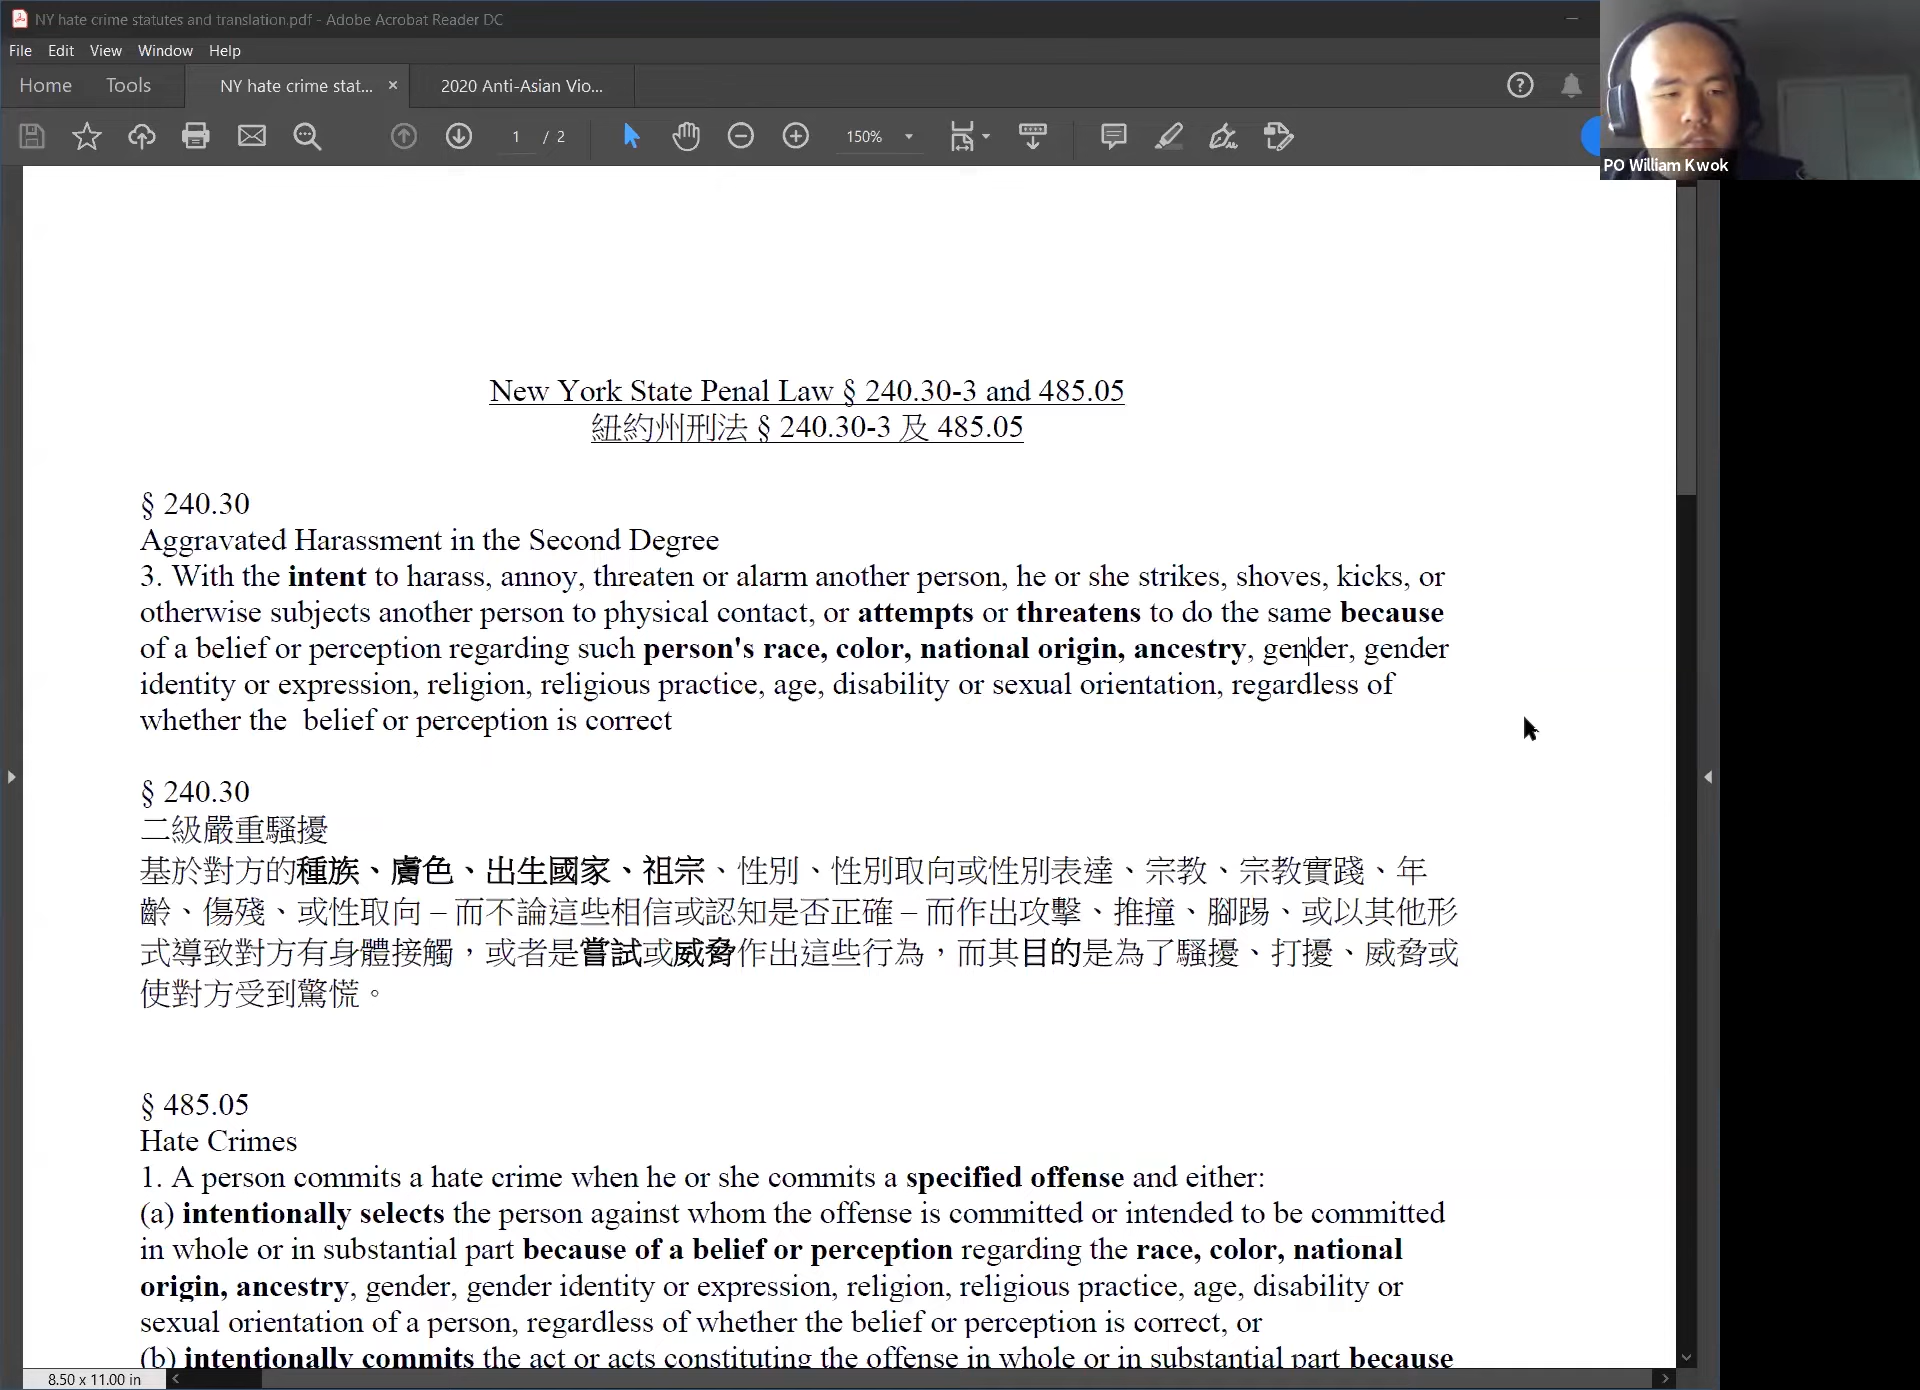 NY hate crime statutes and translation.pdf - Adobe Acrobat Reader DC
File Edit View Window Help
Home Tools NY hate crime stat... × 2020 Anti-Asian Vio...
1 / 2 150%
PO William Kwok
New York State Penal Law § 240.30-3 and 485.05
紐約州刑法 § 240.30-3 及 485.05
§ 240.30
Aggravated Harassment in the Second Degree
3. With the intent to harass, annoy, threaten or alarm another person, he or she strikes, shoves, kicks, or
otherwise subjects another person to physical contact, or attempts or threatens to do the same because
of a belief or perception regarding such person's race, color, national origin, ancestry, gender, gender
identity or expression, religion, religious practice, age, disability or sexual orientation, regardless of
whether the belief or perception is correct
§ 240.30
二級嚴重騷擾
基於對方的種族、膚色、出生國家、祖宗、性別、性別取向或性別表達、宗教、宗教實踐、年
齡、傷殘、或性取向 – 而不論這些相信或認知是否正確 – 而作出攻擊、推撞、腳踢、或以其他形
式導致對方有身體接觸，或者是嘗試或威脅作出這些行為，而其目的是為了騷擾、打擾、威脅或
使對方受到驚慌。
§ 485.05
Hate Crimes
1. A person commits a hate crime when he or she commits a specified offense and either:
(a) intentionally selects the person against whom the offense is committed or intended to be committed
in whole or in substantial part because of a belief or perception regarding the race, color, national
origin, ancestry, gender, gender identity or expression, religion, religious practice, age, disability or
sexual orientation of a person, regardless of whether the belief or perception is correct, or
(b) intentionally commits the act or acts constituting the offense in whole or in substantial part because
8.50 x 11.00 in